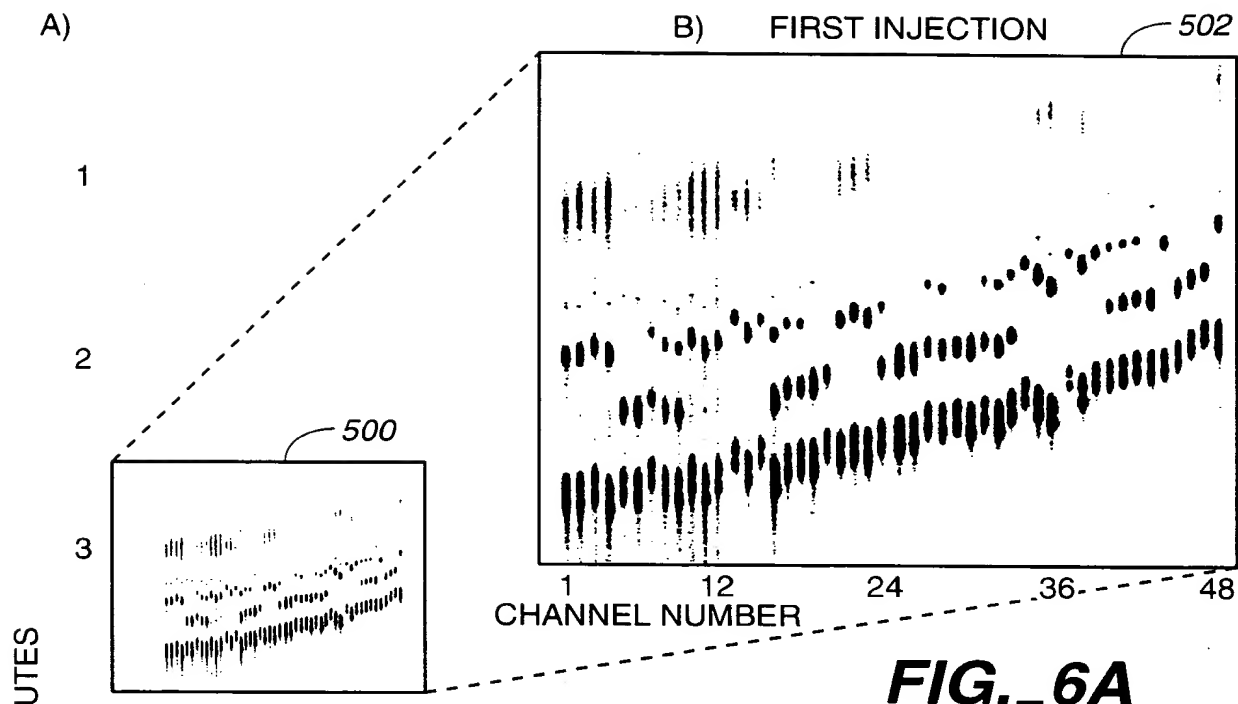 A)
B) FIRST INJECTION
502
1
2
500
3
1 12 24 36 48
CHANNEL NUMBER
UTES
FIG._6A